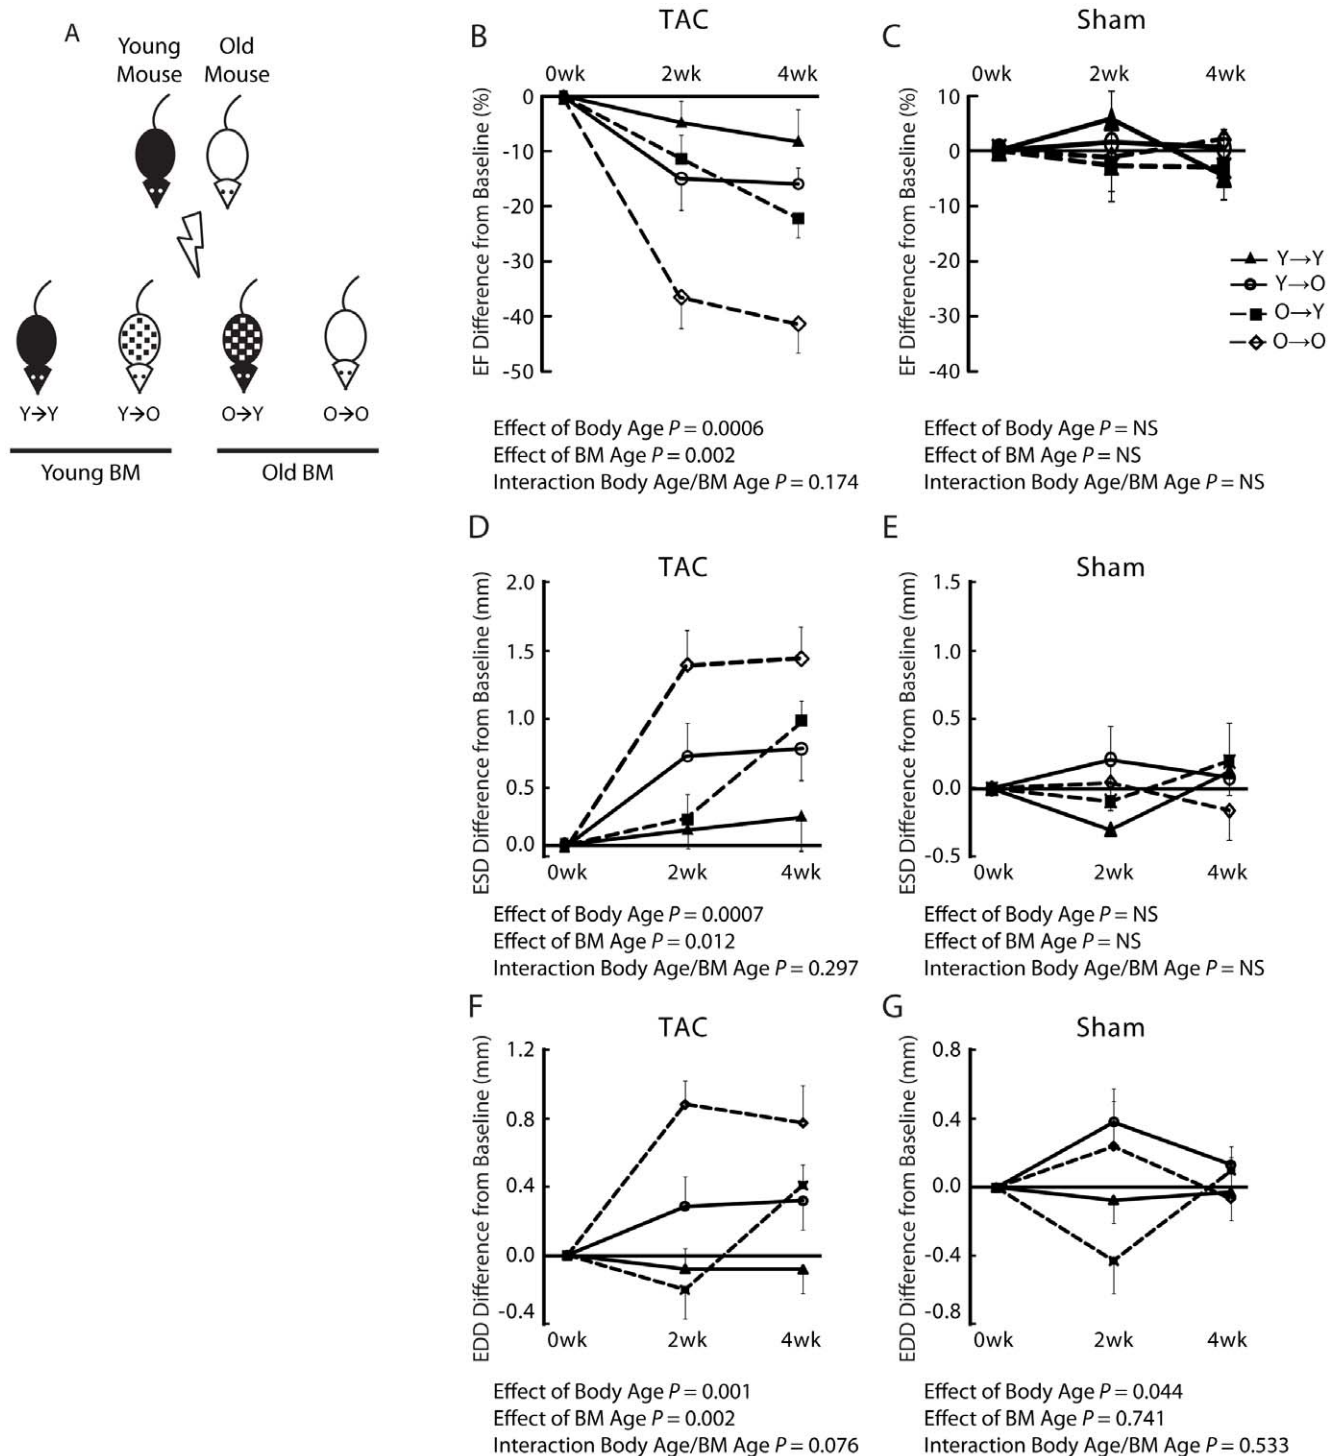 A
Young Mouse
Old Mouse
Y→Y
Y→O
O→Y
O→O
Young BM
Old BM
B
TAC
0wk
2wk
4wk
EF Difference from Baseline (%)
0
-10
-20
-30
-40
-50
Effect of Body Age P = 0.0006
Effect of BM Age P = 0.002
Interaction Body Age/BM Age P = 0.174
C
Sham
0wk
2wk
4wk
EF Difference from Baseline (%)
10
0
-10
-20
-30
-40
Y→Y
Y→O
O→Y
O→O
Effect of Body Age P = NS
Effect of BM Age P = NS
Interaction Body Age/BM Age P = NS
D
TAC
ESD Difference from Baseline (mm)
2.0
1.5
1.0
0.5
0.0
0wk
2wk
4wk
Effect of Body Age P = 0.0007
Effect of BM Age P = 0.012
Interaction Body Age/BM Age P = 0.297
E
Sham
ESD Difference from Baseline (mm)
1.5
1.0
0.5
0.0
-0.5
0wk
2wk
4wk
Effect of Body Age P = NS
Effect of BM Age P = NS
Interaction Body Age/BM Age P = NS
F
TAC
EDD Difference from Baseline (mm)
1.2
0.8
0.4
0.0
-0.4
0wk
2wk
4wk
Effect of Body Age P = 0.001
Effect of BM Age P = 0.002
Interaction Body Age/BM Age P = 0.076
G
Sham
EDD Difference from Baseline (mm)
0.8
0.4
0.0
-0.4
-0.8
0wk
2wk
4wk
Effect of Body Age P = 0.044
Effect of BM Age P = 0.741
Interaction Body Age/BM Age P = 0.533